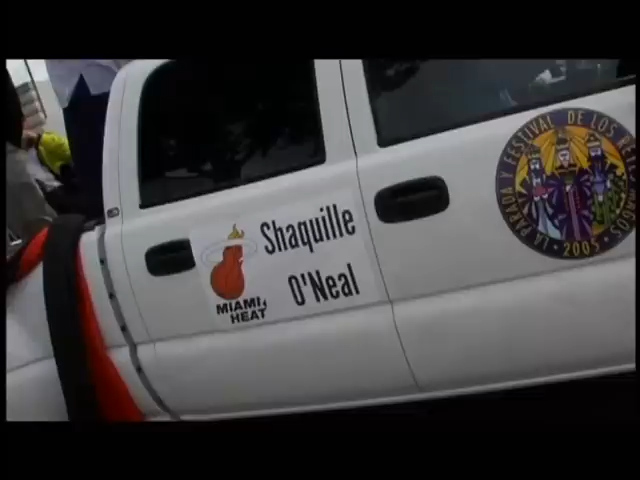 Shaquille
O'Neal
MIAMI
HEAT
LA PARADA Y FESTIVAL DE LOS REYES MAGOS
2005